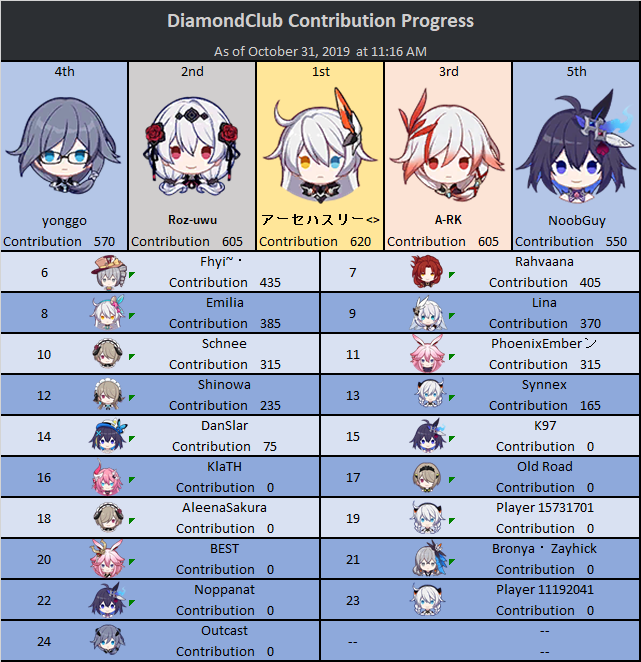 DiamondClub Contribution Progress
As of October 31, 2019 at 11:16 AM
4th
2nd
1st
3rd
5th
yonggo
Roz-uwu
アーセハスリー<>
A-RK
NoobGuy
Contribution 570
Contribution 605
Contribution 620
Contribution 605
Contribution 550
6
Fhyi~・
Contribution 435
7
Rahvaana
Contribution 405
8
Emilia
Contribution 385
9
Lina
Contribution 370
10
Schnee
Contribution 315
11
PhoenixEmberン
Contribution 315
12
Shinowa
Contribution 235
13
Synnex
Contribution 165
14
DanSlar
Contribution 75
15
K97
Contribution 0
16
KlaTH
Contribution 0
17
Old Road
Contribution 0
18
AleenaSakura
Contribution 0
19
Player 15731701
Contribution 0
20
BEST
Contribution 0
21
Bronya・Zayhick
Contribution 0
22
Noppanat
Contribution 0
23
Player 11192041
Contribution 0
24
Outcast
Contribution 0
--
--
--